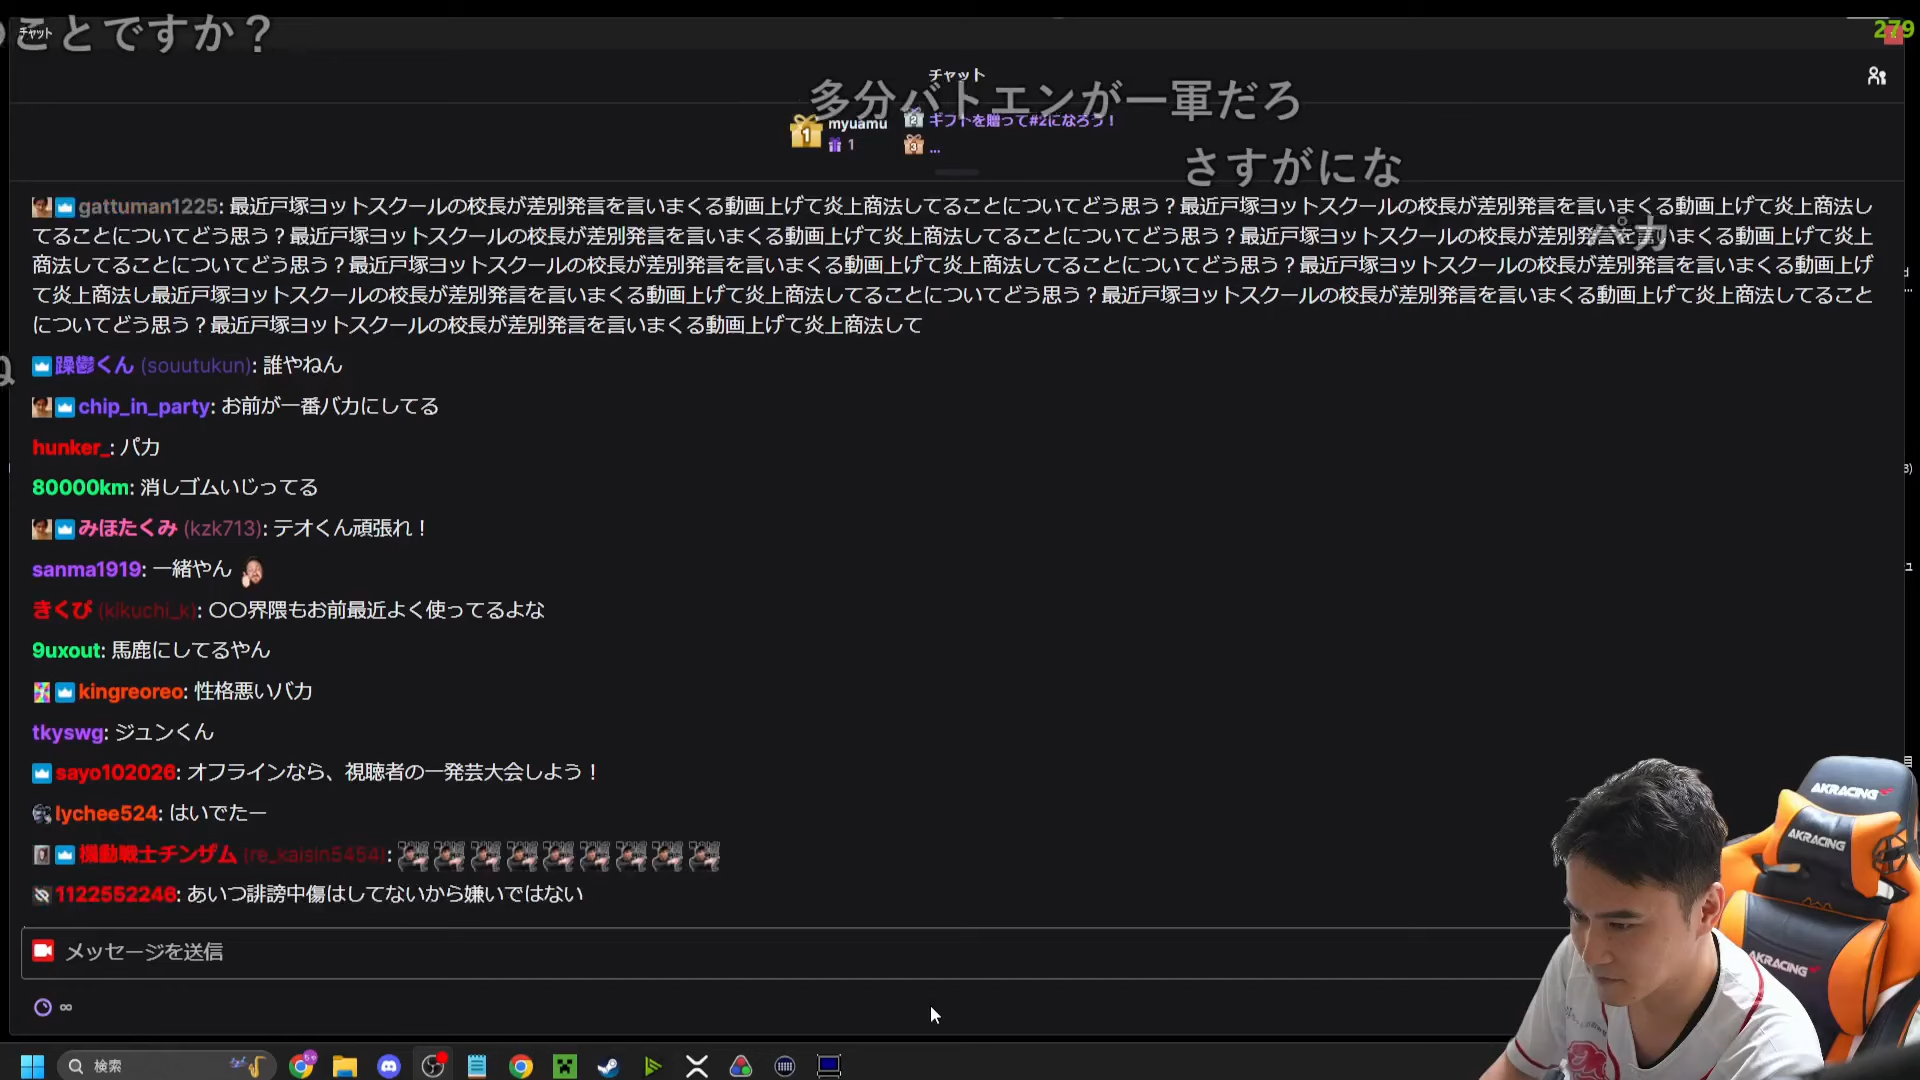 ことですか？
チャット
279
チャット
多分バトエンが一軍だろ
myuamu
1
ギフトを贈って#2になろう！
...
さすがにな
パカ
gattuman1225: 最近戸塚ヨットスクールの校長が差別発言を言いまくる動画上げて炎上商法してることについてどう思う？最近戸塚ヨットスクールの校長が差別発言を言いまくる動画上げて炎上商法し
てることについてどう思う？最近戸塚ヨットスクールの校長が差別発言を言いまくる動画上げて炎上商法してることについてどう思う？最近戸塚ヨットスクールの校長が差別発言を言いまくる動画上げて炎上
商法してることについてどう思う？最近戸塚ヨットスクールの校長が差別発言を言いまくる動画上げて炎上商法してることについてどう思う？最近戸塚ヨットスクールの校長が差別発言を言いまくる動画上げ
て炎上商法し最近戸塚ヨットスクールの校長が差別発言を言いまくる動画上げて炎上商法してることについてどう思う？最近戸塚ヨットスクールの校長が差別発言を言いまくる動画上げて炎上商法してること
についてどう思う？最近戸塚ヨットスクールの校長が差別発言を言いまくる動画上げて炎上商法して
躁鬱くん (souutukun): 誰やねん
chip_in_party: お前が一番バカにしてる
hunker_: パカ
80000km: 消しゴムいじってる
みほたくみ (kzk713): テオくん頑張れ！
sanma1919: 一緒やん
きくぴ (kikuchi_k): 〇〇界隈もお前最近よく使ってるよな
9uxout: 馬鹿にしてるやん
kingreoreo: 性格悪いバカ
tkyswg: ジュンくん
sayo102026: オフラインなら、視聴者の一発芸大会しよう！
lychee524: はいでたー
機動戦士チンザム (re_kaisin5454):
1122552246: あいつ誹謗中傷はしてないから嫌いではない
メッセージを送信
∞
検索
AKRACING
AKRACING
AKRACING